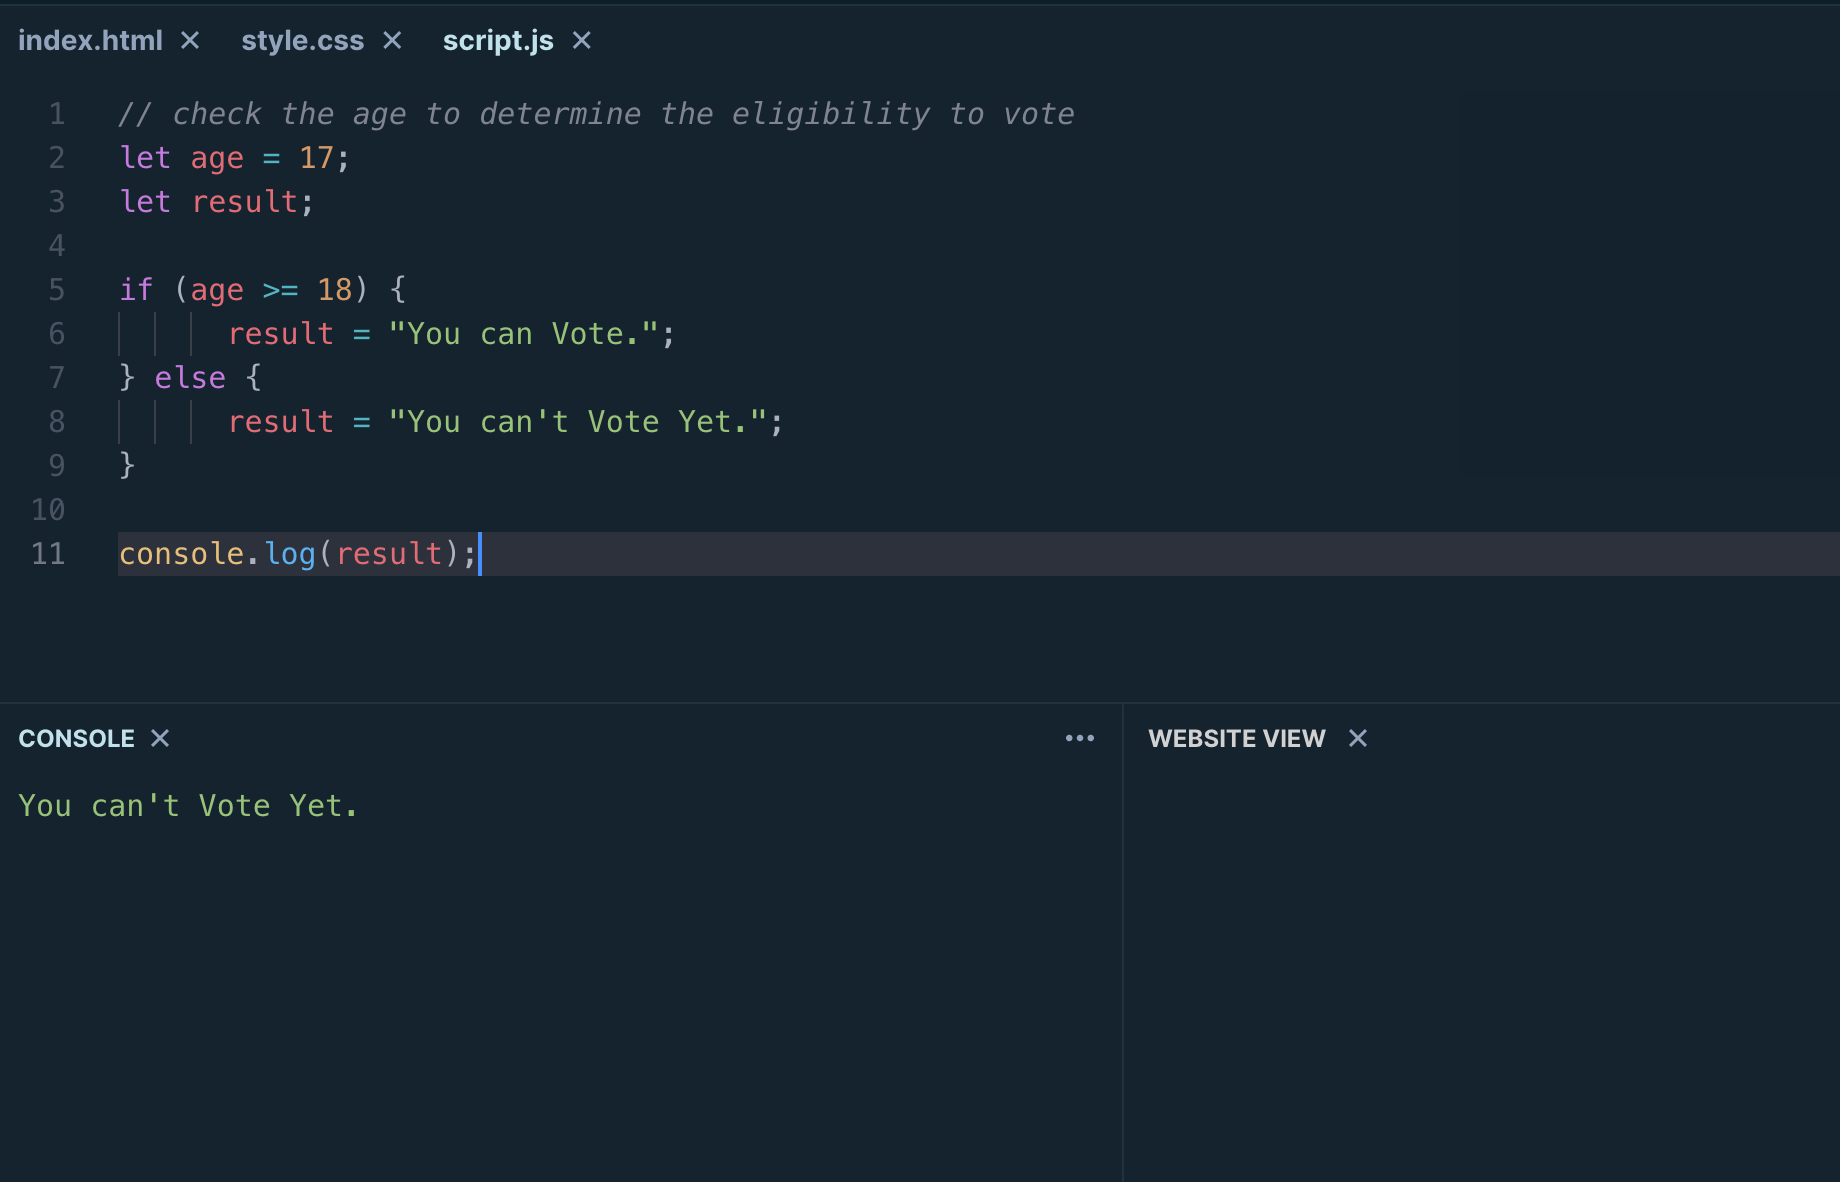 index.html ✕ style.css ✕ script.js ✕
1 // check the age to determine the eligibility to vote
2 let age = 17;
3 let result;
4
5 if (age >= 18) {
6       result = "You can Vote.";
7 } else {
8       result = "You can't Vote Yet.";
9 }
10
11 console.log(result);
CONSOLE ✕ ••• 
You can't Vote Yet.
WEBSITE VIEW ✕